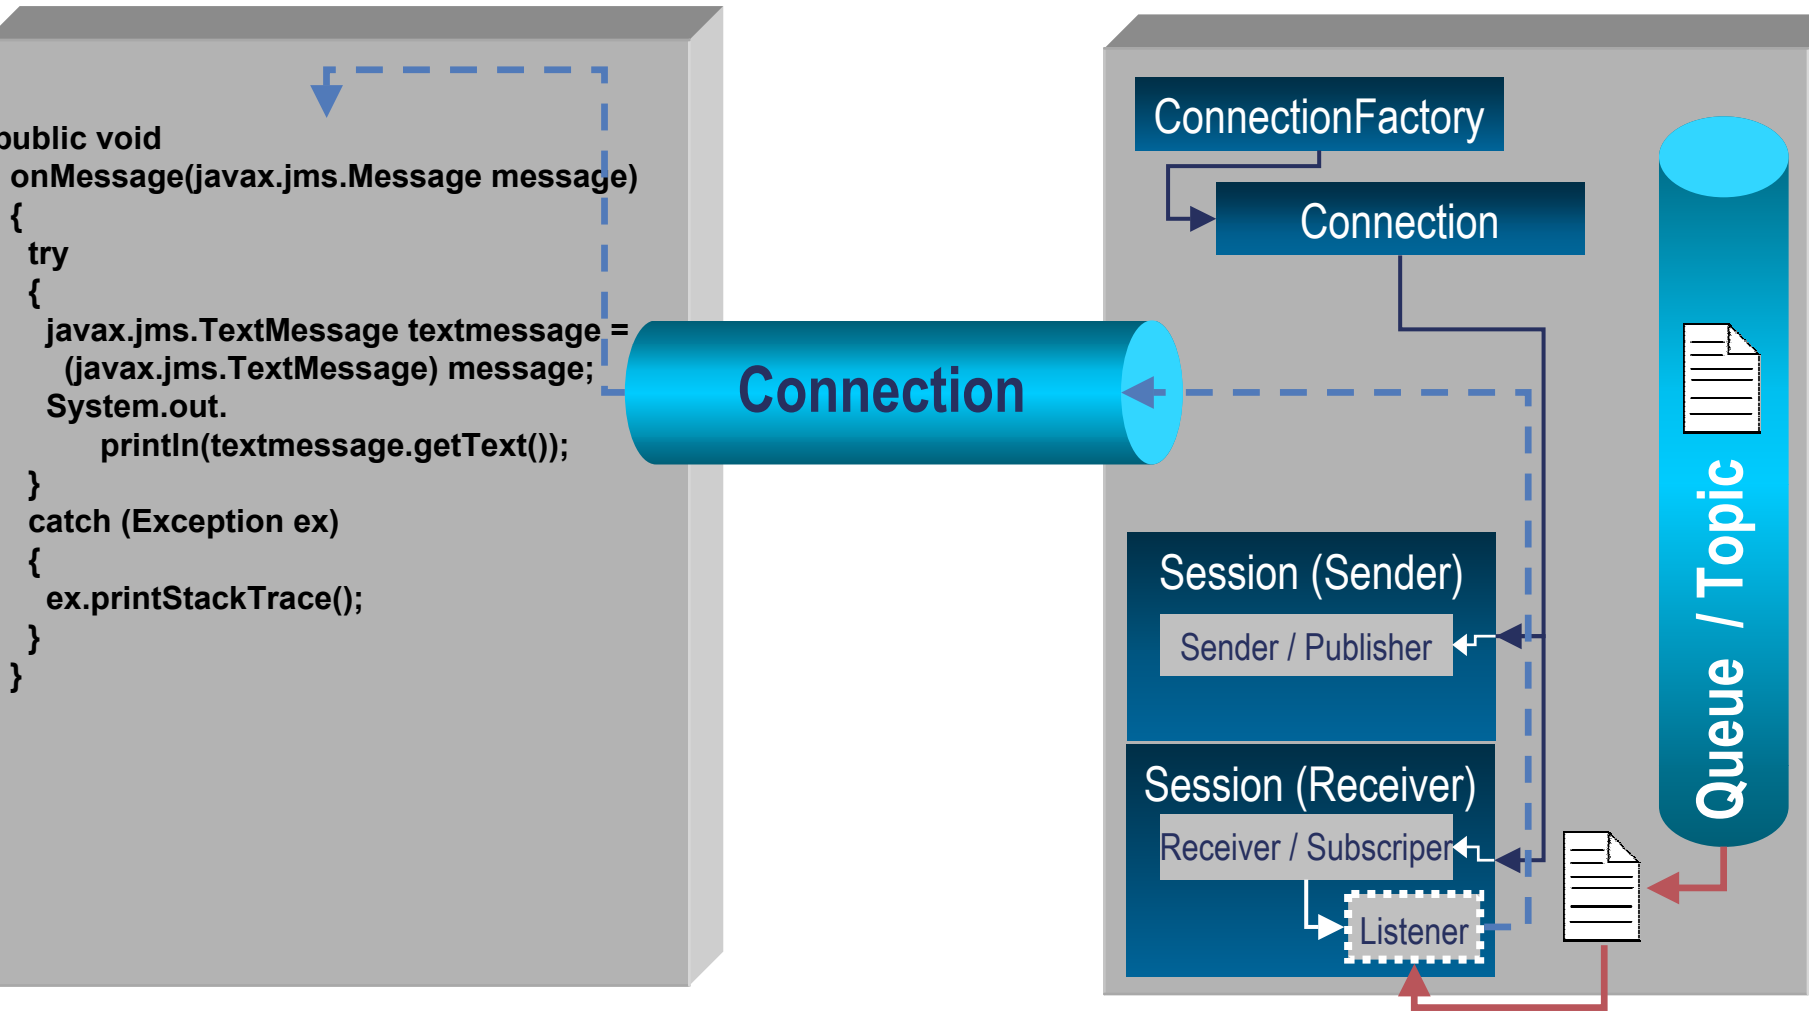 public void
onMessage(javax.jms.Message message)
{
try
{
javax.jms.TextMessage textmessage =
(javax.jms.TextMessage) message;
System.out.
println(textmessage.getText());
}
catch (Exception ex)
{
ex.printStackTrace();
}
}
Connection
ConnectionFactory
Connection
Session (Sender)
Sender / Publisher
Session (Receiver)
Receiver / Subscriper
Listener
Queue / Topic